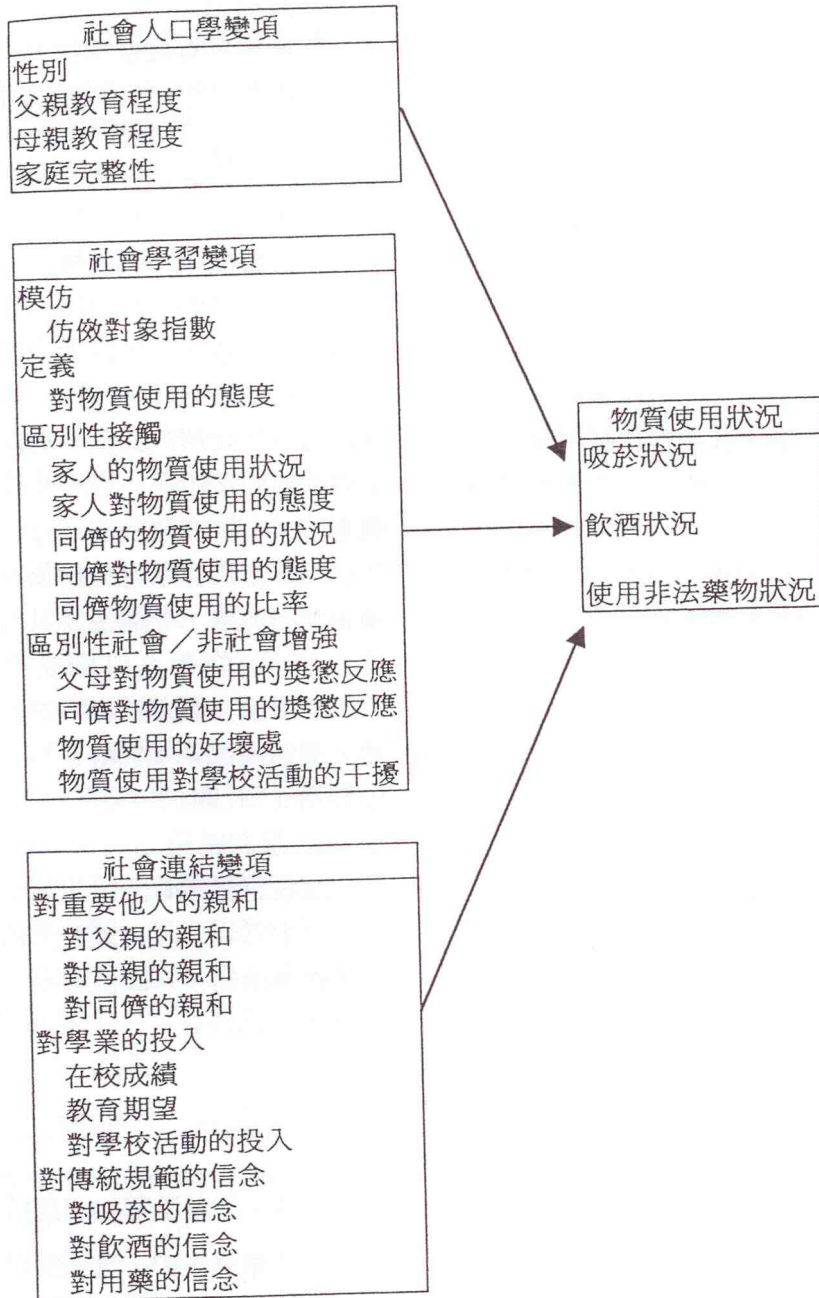 社會人口學變項
性別
父親教育程度
母親教育程度
家庭完整性
社會學習變項
模仿
仿傚對象指數
定義
對物質使用的態度
區別性接觸
家人的物質使用狀況
家人對物質使用的態度
同儕的物質使用的狀況
同儕對物質使用的態度
同儕物質使用的比率
區別性社會／非社會增強
父母對物質使用的獎懲反應
同儕對物質使用的獎懲反應
物質使用的好壞處
物質使用對學校活動的干擾
社會連結變項
對重要他人的親和
對父親的親和
對母親的親和
對同儕的親和
對學業的投入
在校成績
教育期望
對學校活動的投入
對傳統規範的信念
對吸菸的信念
對飲酒的信念
對用藥的信念
物質使用狀況
吸菸狀況
飲酒狀況
使用非法藥物狀況